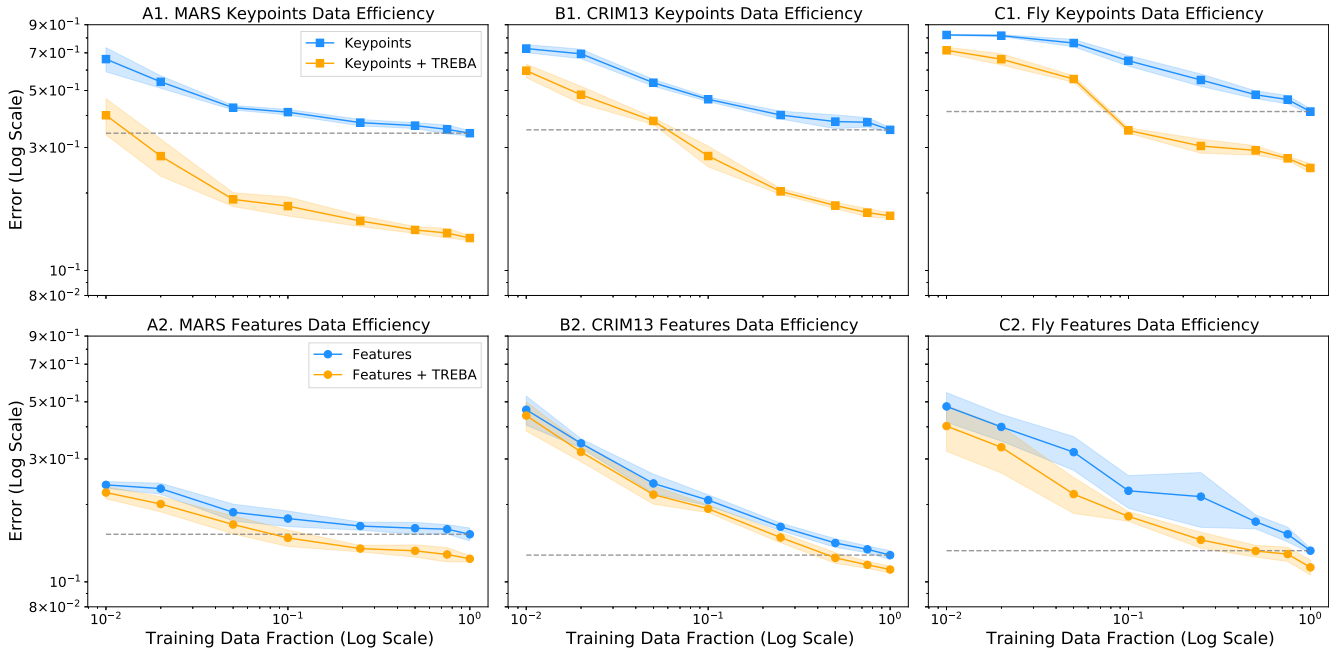 A1. MARS Keypoints Data Efficiency
B1. CRIM13 Keypoints Data Efficiency
C1. Fly Keypoints Data Efficiency
Error (Log Scale)
9×10⁻¹
7×10⁻¹
5×10⁻¹
3×10⁻¹
10⁻¹
8×10⁻²
Keypoints
Keypoints + TREBA
A2. MARS Features Data Efficiency
B2. CRIM13 Features Data Efficiency
C2. Fly Features Data Efficiency
Error (Log Scale)
9×10⁻¹
7×10⁻¹
5×10⁻¹
3×10⁻¹
10⁻¹
8×10⁻²
Features
Features + TREBA
10⁻² 10⁻¹ 10⁰
10⁻² 10⁻¹ 10⁰
10⁻² 10⁻¹ 10⁰
Training Data Fraction (Log Scale)
Training Data Fraction (Log Scale)
Training Data Fraction (Log Scale)